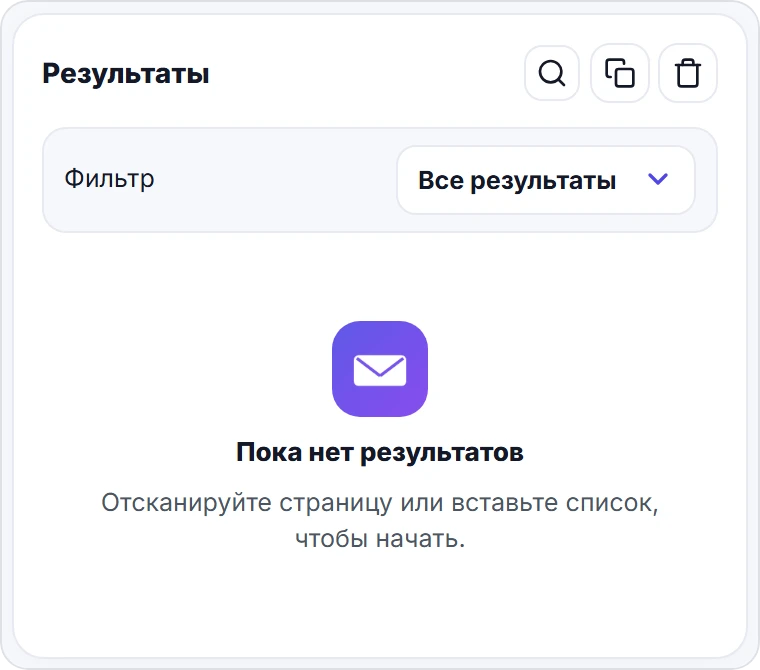 Результаты
Фильтр
Все результаты
Пока нет результатов
Отсканируйте страницу или вставьте список,
чтобы начать.